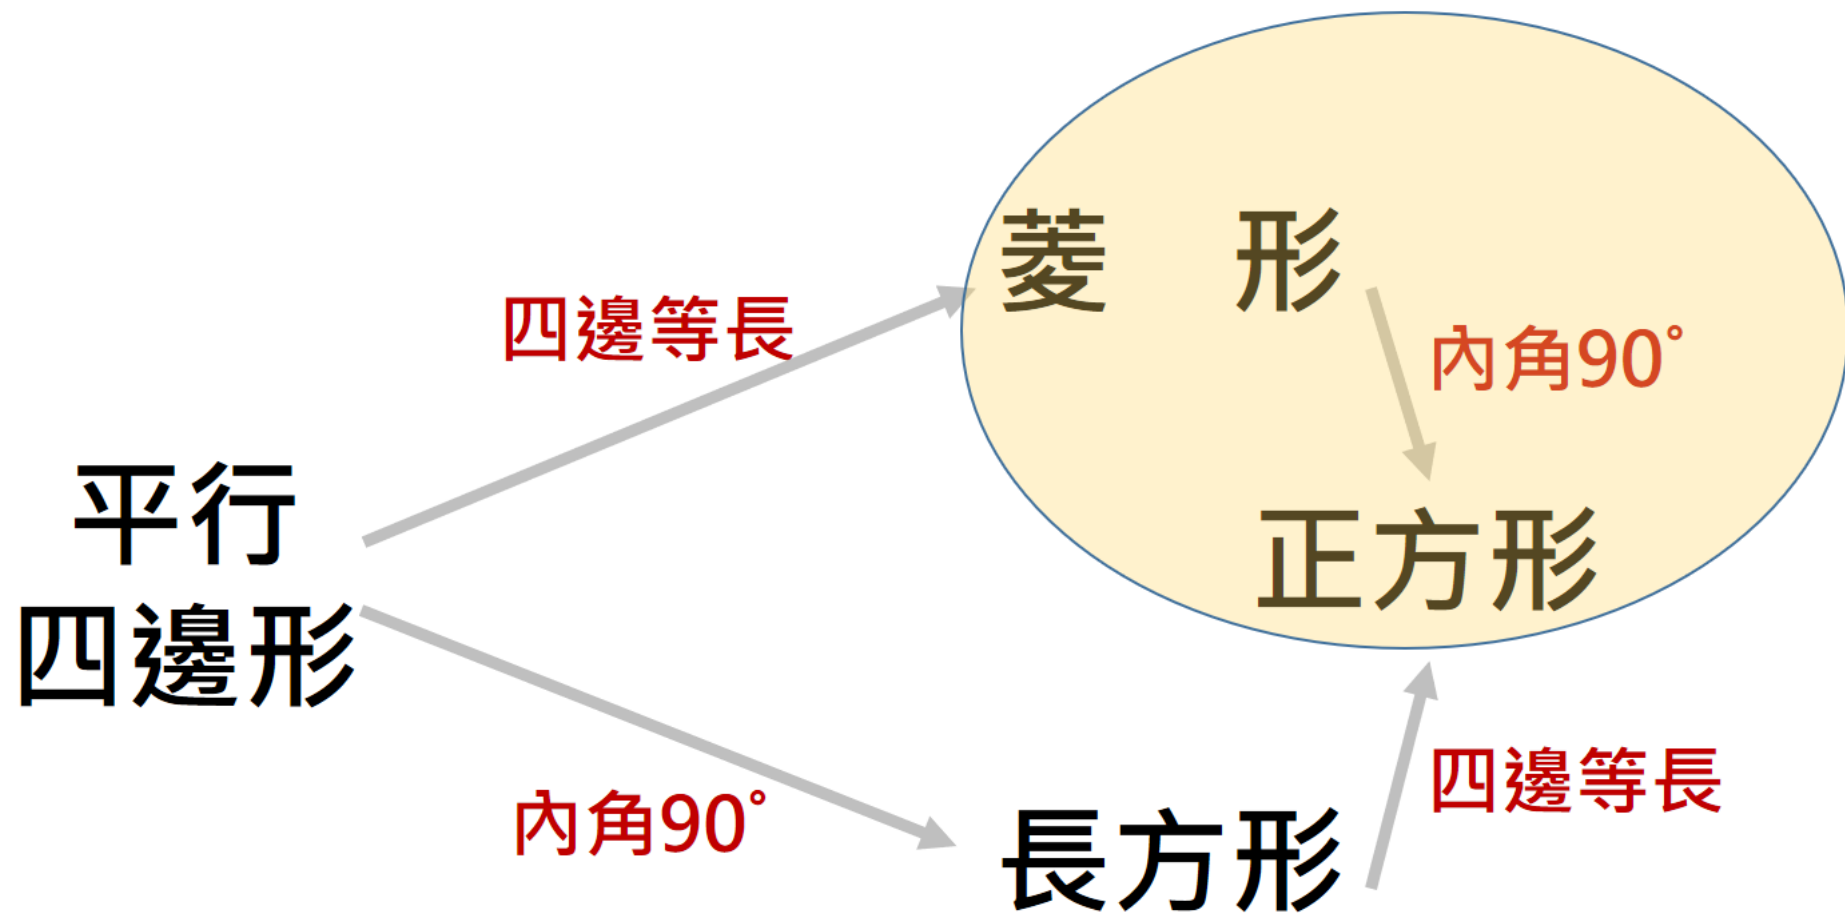 菱 形
四邊等長
內角90°
平行
四邊形
正方形
內角90°
四邊等長
長方形